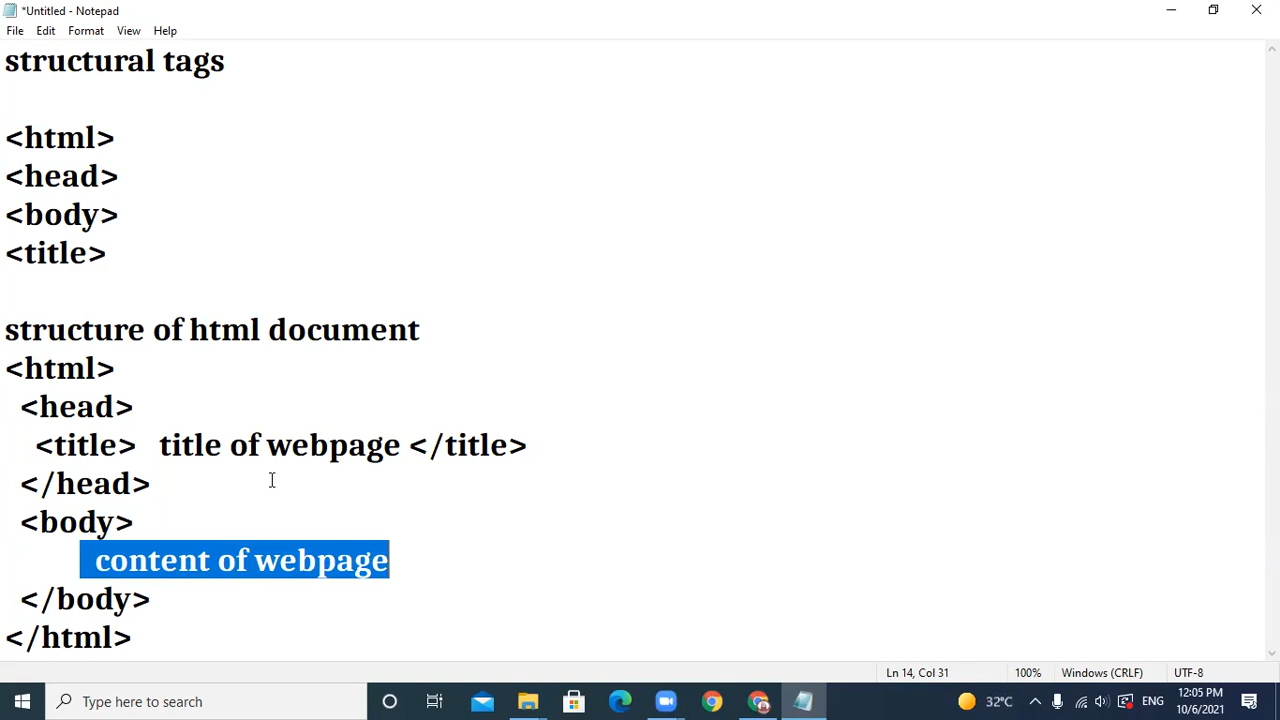 *Untitled - Notepad
File Edit Format View Help
structural tags
<html>
<head>
<body>
<title>
structure of html document
<html>
<head>
<title> title of webpage </title>
</head>
<body>
content of webpage
</body>
</html>
Ln 14, Col 31 100% Windows (CRLF) UTF-8
Type here to search 32°C ENG 12:05 PM
10/6/2021